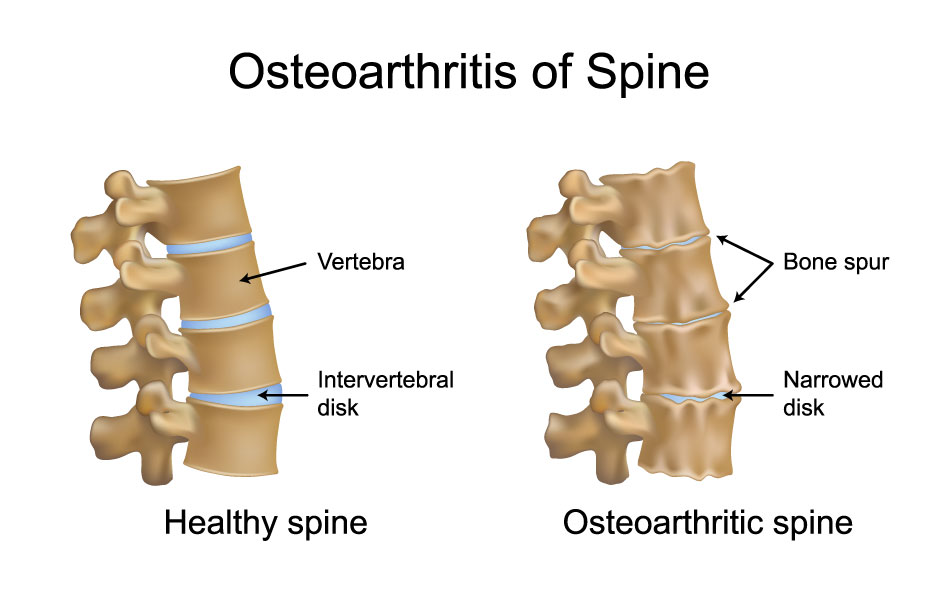 Osteoarthritis of Spine
Vertebra
Intervertebral
disk
Healthy spine
Bone spur
Narrowed
disk
Osteoarthritic spine